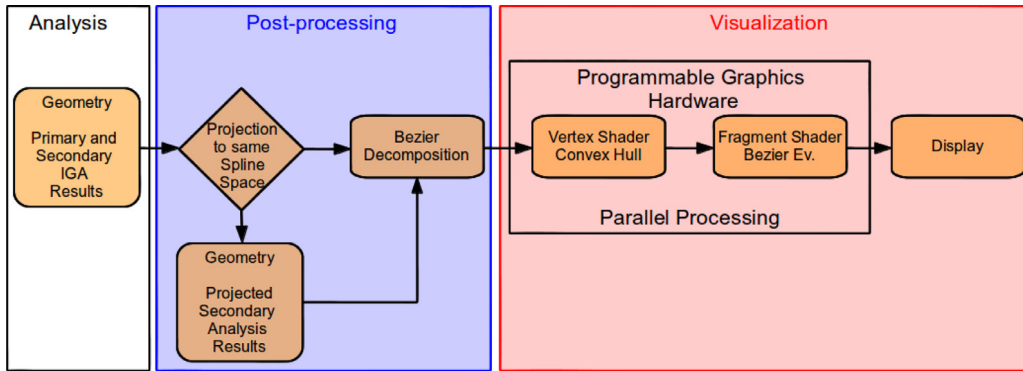 Analysis
Post-processing
Visualization
Geometry
Primary and
Secondary
IGA
Results
Projection
to same
Spline
Space
Bezier
Decomposition
Geometry
Projected
Secondary
Analysis
Results
Programmable Graphics
Hardware
Vertex Shader
Convex Hull
Fragment Shader
Bezier Ev.
Parallel Processing
Display